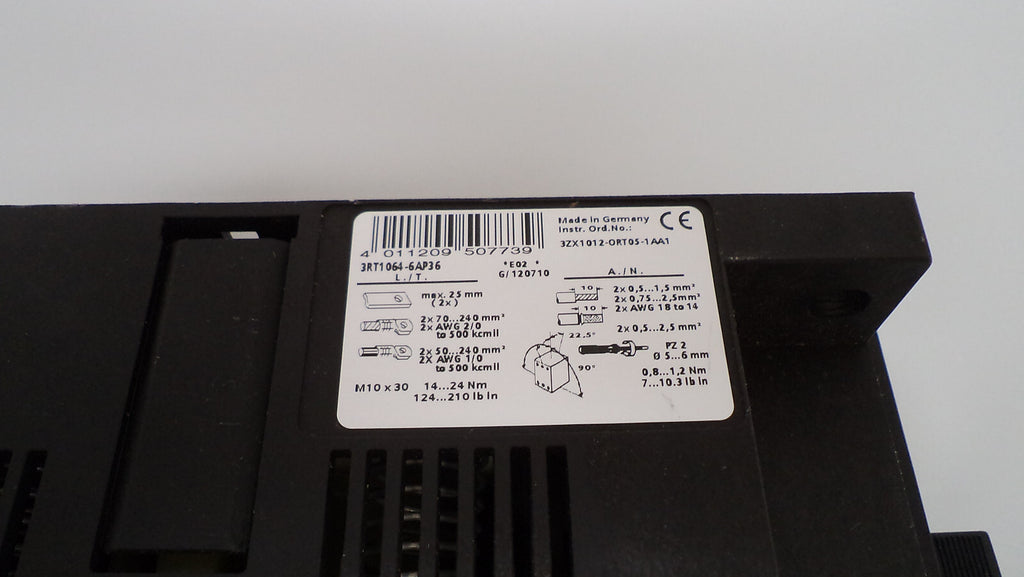 4 011209 507739
3RT1064-6AP36
*E02 *
G/120710
Made in Germany
Instr. Ord.No.:
CE
3ZX1012-0RT05-1AA1
L./T.
max. 25 mm
(2x)
2x 70...240 mm²
2x AWG 2/0
to 500 kcmil
2x 50...240 mm²
2X AWG 1/0
to 500 kcmil
M10 x 30 14...24 Nm
124...210 lb in
A./N.
10
2x 0,5...1,5 mm²
2x 0,75...2,5mm²
10
2x AWG 18 to 14
2x 0,5...2,5 mm²
22,5°
90°
PZ 2
Ø 5...6 mm
0,8...1,2 Nm
7...10.3 lb in